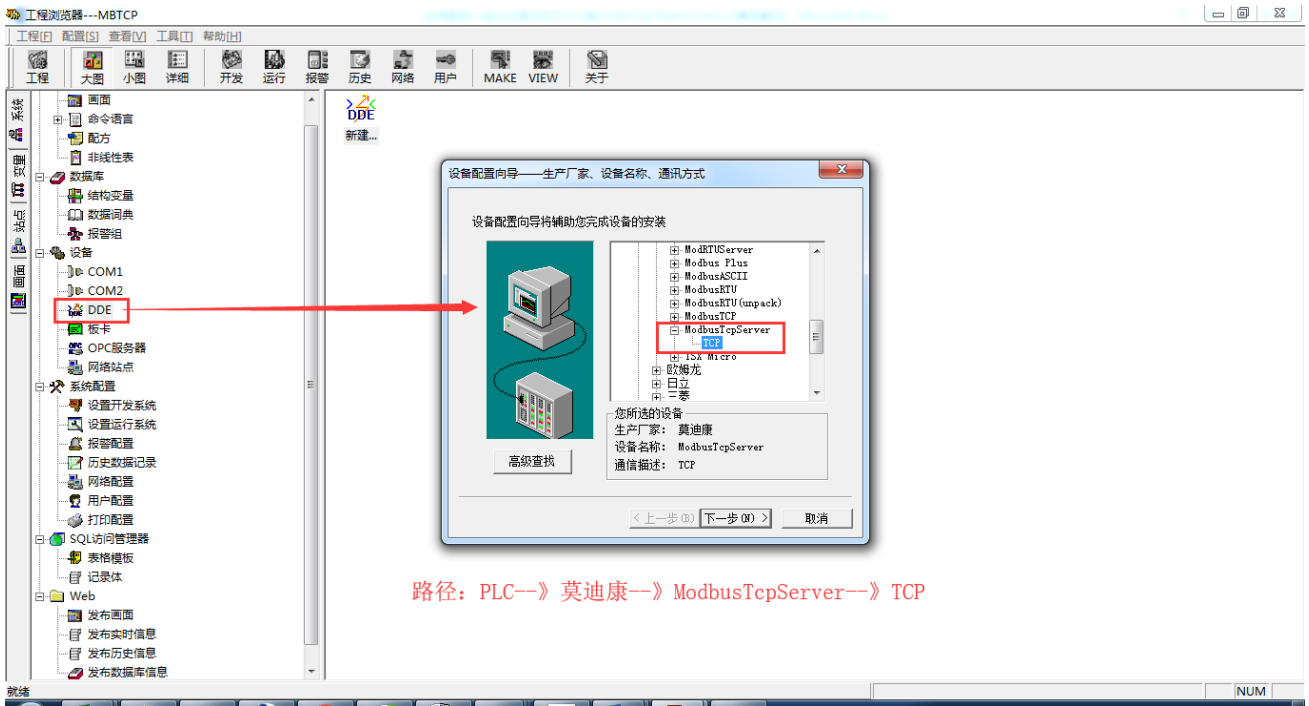 工程浏览器---MBTCP
工程[F] 配置[S] 查看[V] 工具[T] 帮助[H]
工程 大图 小图 详细 开发 运行 报警 历史 网络 用户 MAKE VIEW 关于
系统
变量
站点
画面
画面
命令语言
配方
非线性表
数据库
结构变量
数据词典
报警组
设备
COM1
COM2
DDE
板卡
OPC服务器
网络站点
系统配置
设置开发系统
设置运行系统
报警配置
历史数据记录
网络配置
用户配置
打印配置
SQL访问管理器
表格模板
记录体
Web
发布画面
发布实时信息
发布历史信息
发布数据库信息
DDE
新建...
设备配置向导——生产厂家、设备名称、通讯方式
设备配置向导将辅助您完成设备的安装
ModRTUServer
Modbus Plus
ModbusASCII
ModbusRTU
ModbusRTU(unpack)
ModbusTCP
ModbusTcpServer
TCP
TSX Micro
欧姆龙
日立
三菱
您所选的设备
生产厂家: 莫迪康
设备名称: ModbusTcpServer
通信描述: TCP
高级查找
<上一步(B) 下一步(N)> 取消
路径: PLC--》莫迪康--》ModbusTcpServer--》TCP
就绪
NUM